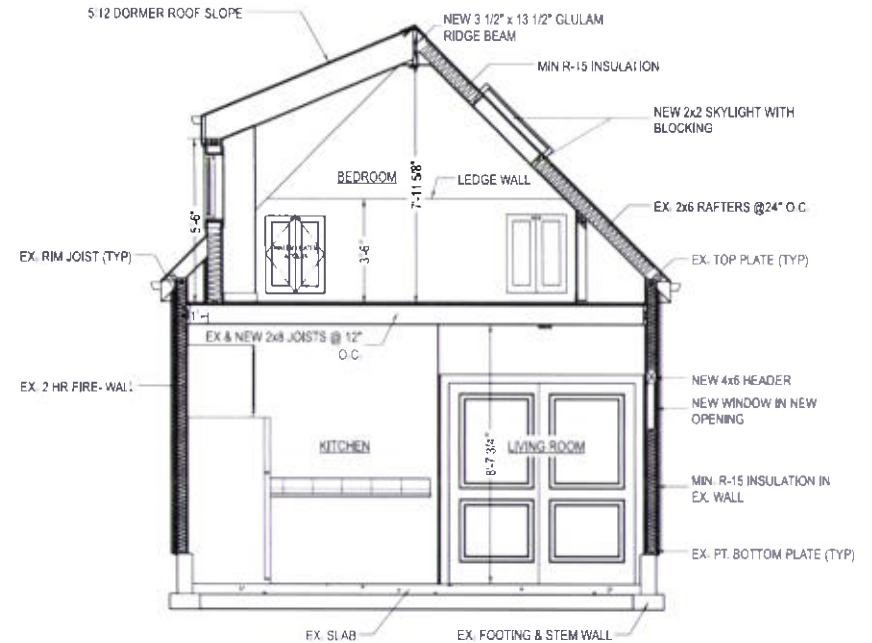 5:12 DORMER ROOF SLOPE
NEW 3 1/2" x 13 1/2" GLULAM
RIDGE BEAM
MIN R-15 INSULATION
NEW 2x2 SKYLIGHT WITH
BLOCKING
BEDROOM
LEDGE WALL
7'-11 5/8"
EX. 2x6 RAFTERS @24" O.C.
5'-6"
3'-6"
EX. RIM JOIST (TYP)
EX. TOP PLATE (TYP)
EX & NEW 2x8 JOISTS @ 12"
O.C.
EX. 2 HR FIRE- WALL
NEW 4x6 HEADER
NEW WINDOW IN NEW
OPENING
KITCHEN
8'-7 3/4"
LIVING ROOM
MIN. R-15 INSULATION IN
EX. WALL
EX. PT. BOTTOM PLATE (TYP)
EX. SLAB
EX. FOOTING & STEM WALL